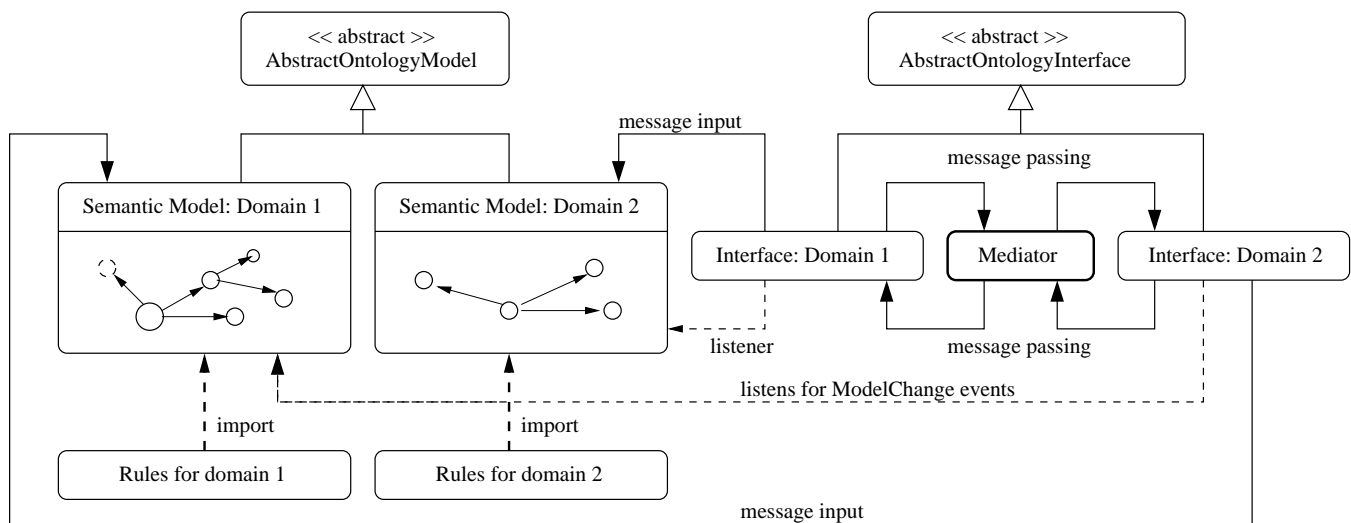 << abstract >>
AbstractOntologyModel
<< abstract >>
AbstractOntologyInterface
message input
message passing
Semantic Model: Domain 1
Semantic Model: Domain 2
Interface: Domain 1
Mediator
Interface: Domain 2
listener
message passing
listens for ModelChange events
import
import
Rules for domain 1
Rules for domain 2
message input